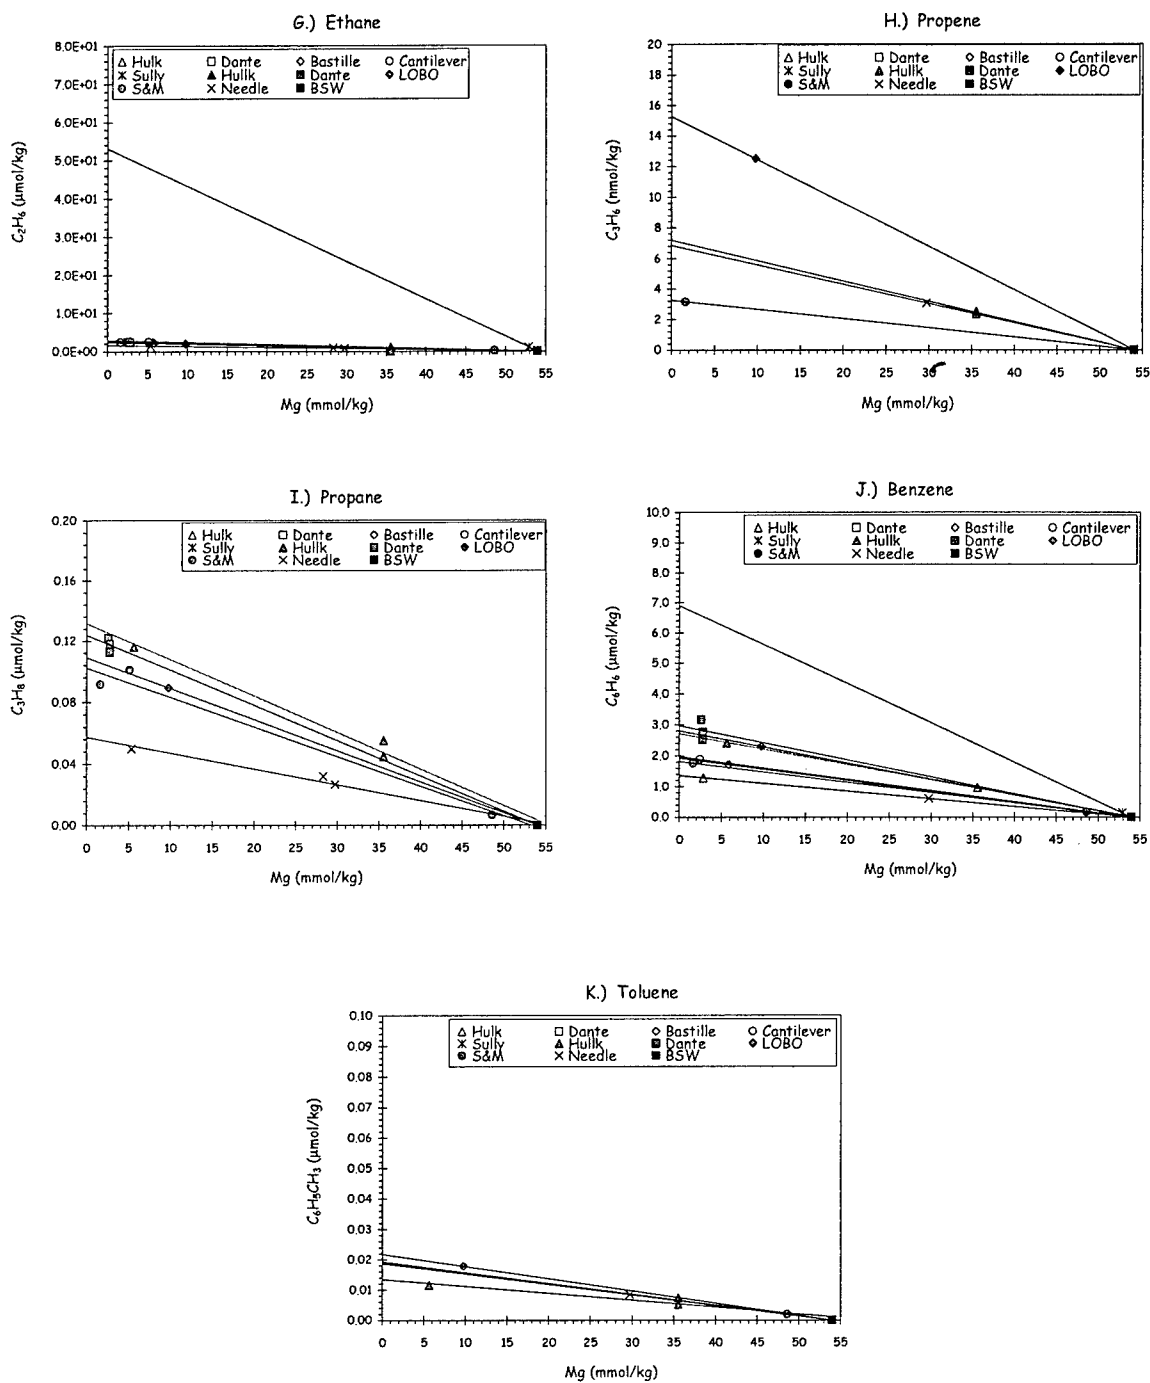 G.) Ethane
8.0E+01
7.0E+01
6.0E+01
5.0E+01
4.0E+01
3.0E+01
2.0E+01
1.0E+01
0.0E+00
C2H6 (μmol/kg)
Hulk Dante Bastille Cantilever
Sully Hullk Dante LOBO
S&M Needle BSW
0 5 10 15 20 25 30 35 40 45 50 55
Mg (mmol/kg)
H.) Propene
20
18
16
14
12
10
8
6
4
2
0
C3H6 (nmol/kg)
Hulk Dante Bastille Cantilever
Sully Hullk Dante LOBO
S&M Needle BSW
0 5 10 15 20 25 30 35 40 45 50 55
Mg (mmol/kg)
I.) Propane
0.20
0.16
0.12
0.08
0.04
0.00
C3H8 (μmol/kg)
Hulk Dante Bastille Cantilever
Sully Hullk Dante LOBO
S&M Needle BSW
0 5 10 15 20 25 30 35 40 45 50 55
Mg (mmol/kg)
J.) Benzene
10.0
9.0
8.0
7.0
6.0
5.0
4.0
3.0
2.0
1.0
0.0
C6H6 (μmol/kg)
Hulk Dante Bastille Cantilever
Sully Hullk Dante LOBO
S&M Needle BSW
0 5 10 15 20 25 30 35 40 45 50 55
Mg (mmol/kg)
K.) Toluene
0.10
0.09
0.08
0.07
0.06
0.05
0.04
0.03
0.02
0.01
0.00
C6H5CH3 (μmol/kg)
Hulk Dante Bastille Cantilever
Sully Hullk Dante LOBO
S&M Needle BSW
0 5 10 15 20 25 30 35 40 45 50 55
Mg (mmol/kg)